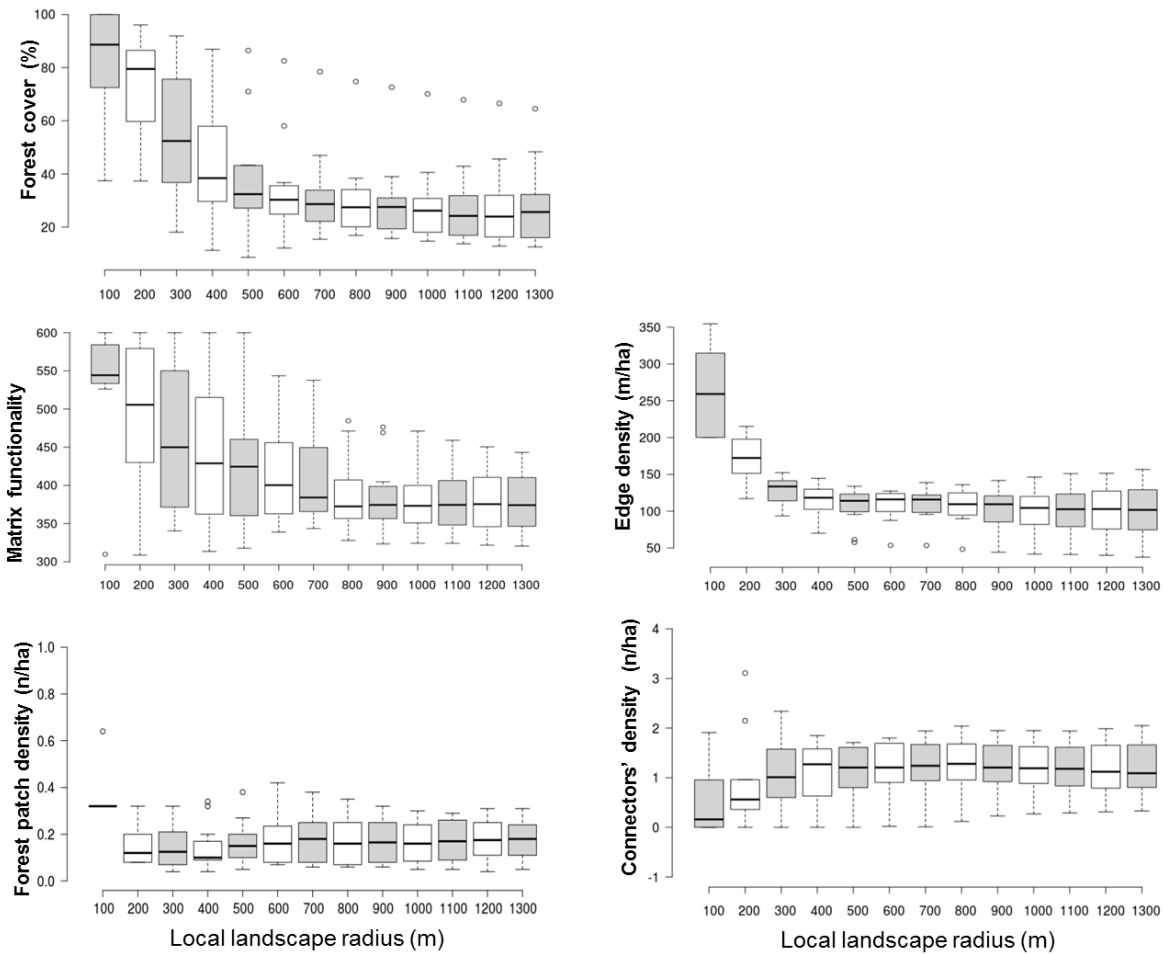 Forest cover (%)
100
80
60
40
20
100 200 300 400 500 600 700 800 900 1000 1100 1200 1300
Matrix functionality
600
550
500
450
400
350
300
100 200 300 400 500 600 700 800 900 1000 1100 1200 1300
Edge density (m/ha)
350
300
250
200
150
100
50
100 200 300 400 500 600 700 800 900 1000 1100 1200 1300
Forest patch density (n/ha)
1.0
0.8
0.6
0.4
0.2
0.0
100 200 300 400 500 600 700 800 900 1000 1100 1200 1300
Local landscape radius (m)
Connectors' density (n/ha)
4
3
2
1
0
-1
100 200 300 400 500 600 700 800 900 1000 1100 1200 1300
Local landscape radius (m)